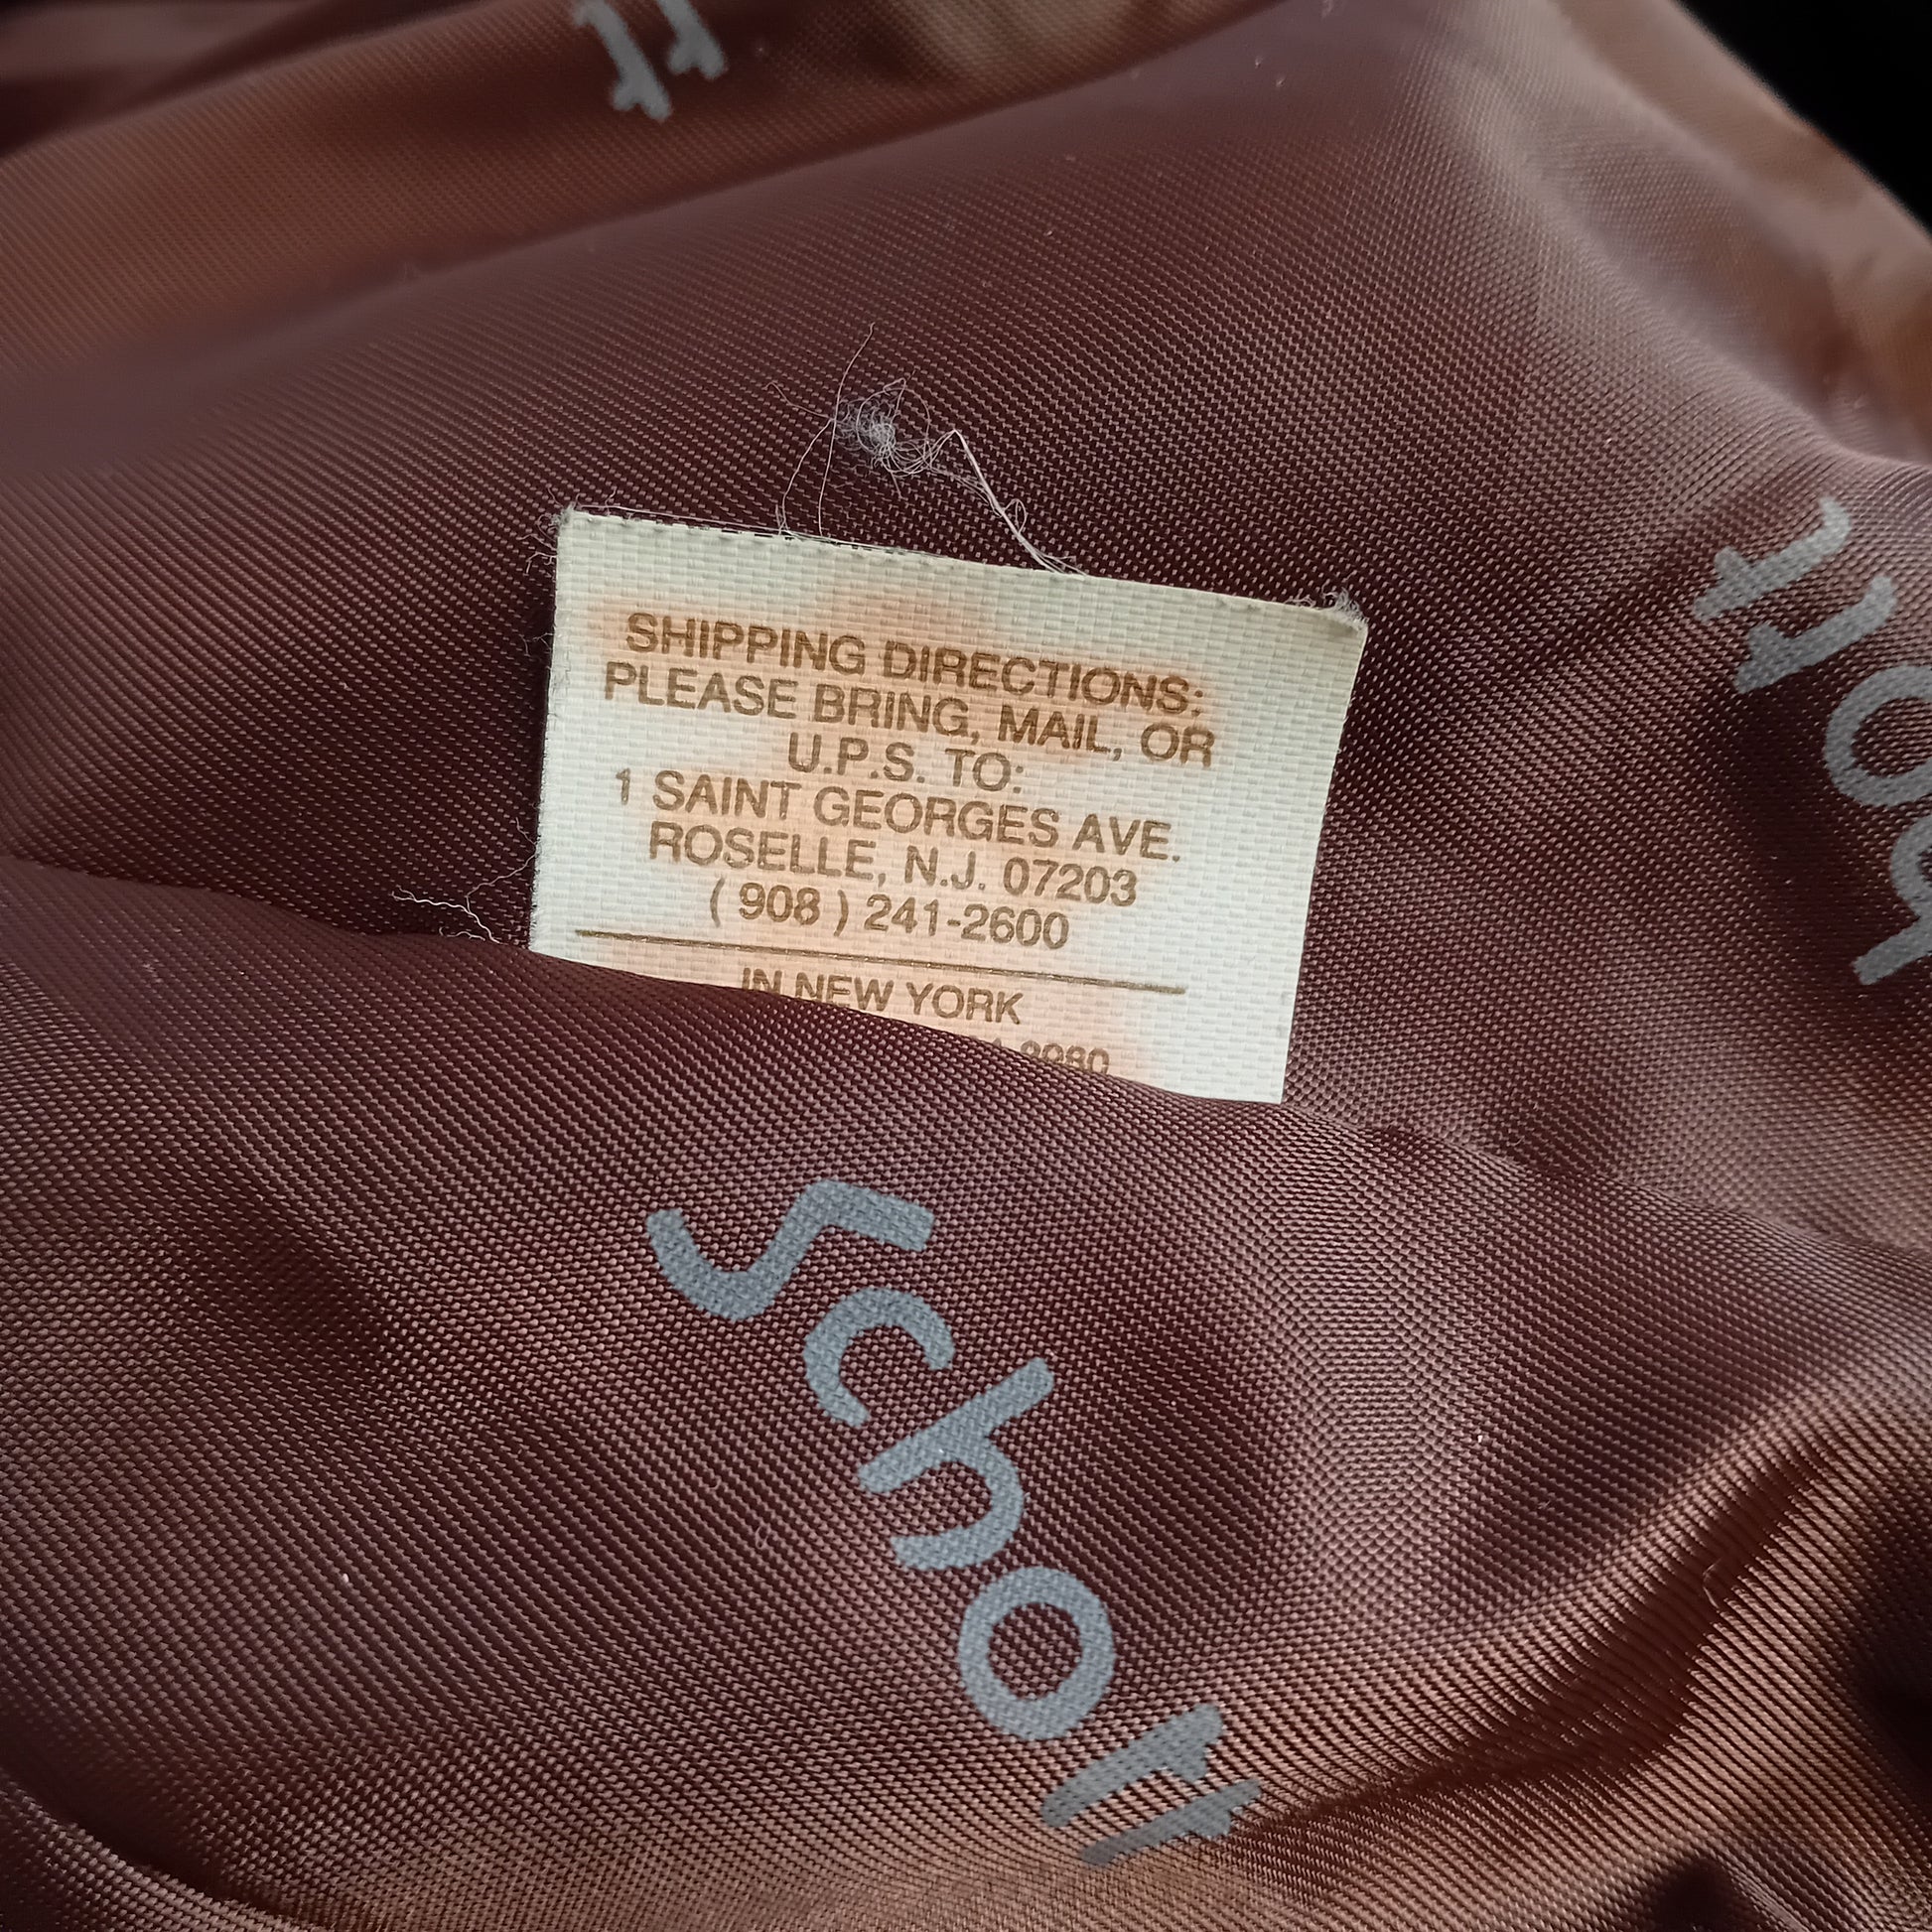 SHIPPING DIRECTIONS:
PLEASE BRING, MAIL, OR
U.P.S. TO:
1 SAINT GEORGES AVE.
ROSELLE, N.J. 07203
( 908 ) 241-2600
IN NEW YORK
Schott